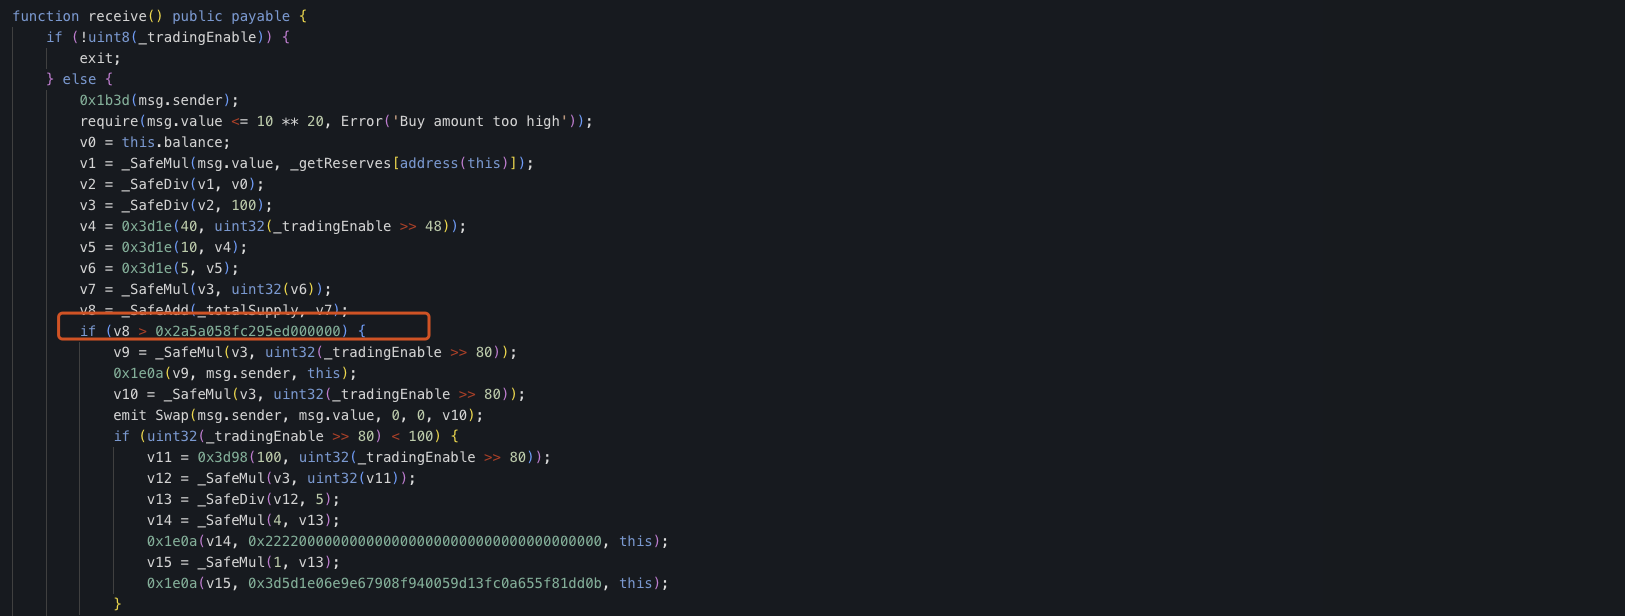 function receive() public payable {
if (!uint8(_tradingEnable)) {
exit;
} else {
0x1b3d(msg.sender);
require(msg.value <= 10 ** 20, Error('Buy amount too high'));
v0 = this.balance;
v1 = _SafeMul(msg.value, _getReserves[address(this)]);
v2 = _SafeDiv(v1, v0);
v3 = _SafeDiv(v2, 100);
v4 = 0x3d1e(40, uint32(_tradingEnable >> 48));
v5 = 0x3d1e(10, v4);
v6 = 0x3d1e(5, v5);
v7 = _SafeMul(v3, uint32(v6));
v8 = _SafeAdd(_totalSupply, v7);
if (v8 > 0x2a5a058fc295ed000000) {
v9 = _SafeMul(v3, uint32(_tradingEnable >> 80));
0x1e0a(v9, msg.sender, this);
v10 = _SafeMul(v3, uint32(_tradingEnable >> 80));
emit Swap(msg.sender, msg.value, 0, 0, v10);
if (uint32(_tradingEnable >> 80) < 100) {
v11 = 0x3d98(100, uint32(_tradingEnable >> 80));
v12 = _SafeMul(v3, uint32(v11));
v13 = _SafeDiv(v12, 5);
v14 = _SafeMul(4, v13);
0x1e0a(v14, 0x2222000000000000000000000000000000000000, this);
v15 = _SafeMul(1, v13);
0x1e0a(v15, 0x3d5d1e06e9e67908f940059d13fc0a655f81dd0b, this);
}